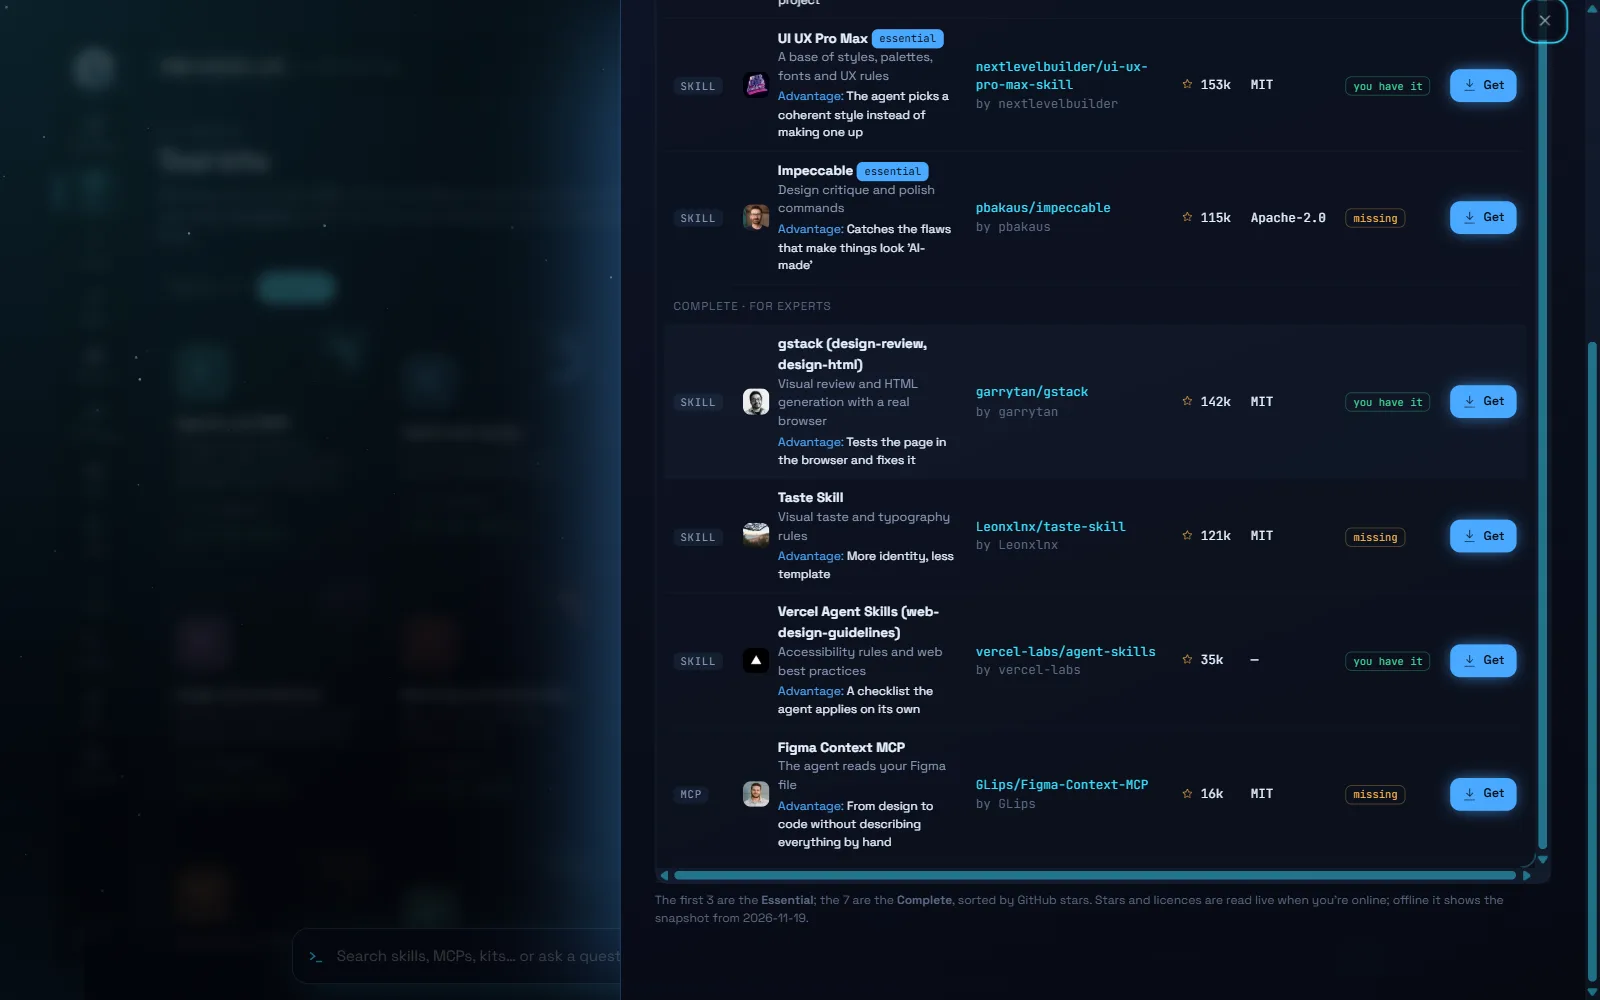 project
UI UX Pro Max essential
A base of styles, palettes,
fonts and UX rules
Advantage: The agent picks a
coherent style instead of
making one up
SKILL
nextlevelbuilder/ui-ux-
pro-max-skill
by nextlevelbuilder
153k
MIT
you have it
Get
Impeccable essential
Design critique and polish
commands
Advantage: Catches the flaws
that make things look 'AI-
made'
SKILL
pbakaus/impeccable
by pbakaus
115k
Apache-2.0
missing
Get
COMPLETE · FOR EXPERTS
gstack (design-review,
design-html)
Visual review and HTML
generation with a real
browser
Advantage: Tests the page in
the browser and fixes it
SKILL
garrytan/gstack
by garrytan
142k
MIT
you have it
Get
Taste Skill
Visual taste and typography
rules
Advantage: More identity, less
template
SKILL
Leonxlnx/taste-skill
by Leonxlnx
121k
MIT
missing
Get
Vercel Agent Skills (web-
design-guidelines)
Accessibility rules and web
best practices
Advantage: A checklist the
agent applies on its own
SKILL
vercel-labs/agent-skills
by vercel-labs
35k
—
you have it
Get
Figma Context MCP
The agent reads your Figma
file
Advantage: From design to
code without describing
everything by hand
MCP
GLips/Figma-Context-MCP
by GLips
16k
MIT
missing
Get
The first 3 are the Essential; the 7 are the Complete, sorted by GitHub stars. Stars and licences are read live when you're online; offline it shows the
snapshot from 2026-11-19.
>_ Search skills, MCPs, kits... or ask a quest